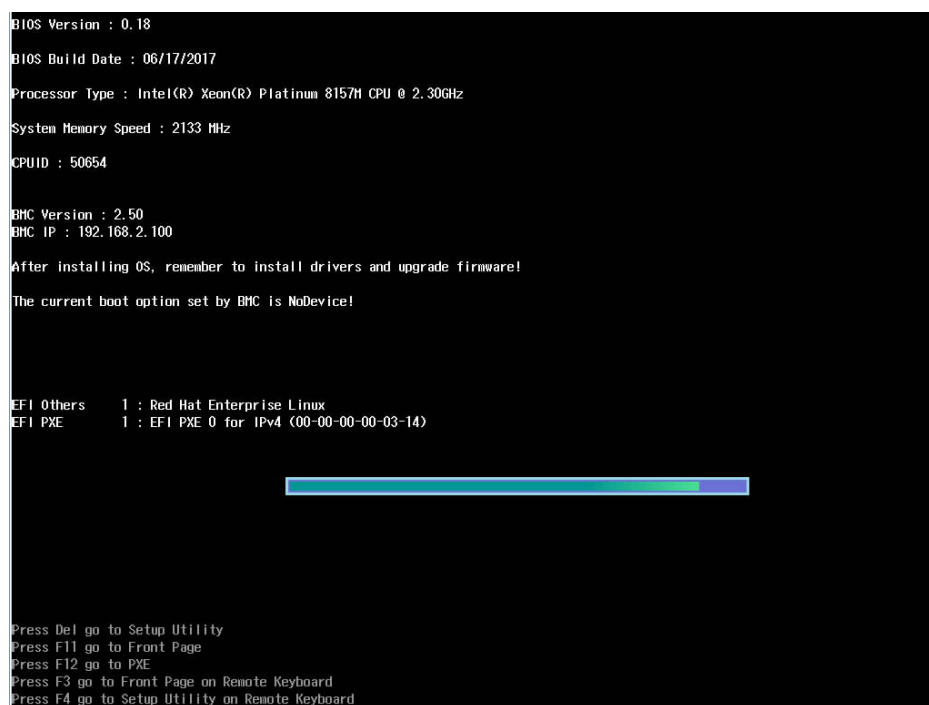 BIOS Version : 0.18
BIOS Build Date : 06/17/2017
Processor Type : Intel(R) Xeon(R) Platinum 8157M CPU @ 2.30GHz
System Memory Speed : 2133 MHz
CPUID : 50654
BMC Version : 2.50
BMC IP : 192.168.2.100
After installing OS, remember to install drivers and upgrade firmware!
The current boot option set by BMC is NoDevice!
EFI Others 1 : Red Hat Enterprise Linux
EFI PXE 1 : EFI PXE 0 for IPv4 (00-00-00-00-03-14)
Press Del go to Setup Utility
Press F11 go to Front Page
Press F12 go to PXE
Press F3 go to Front Page on Remote Keyboard
Press F4 go to Setup Utility on Remote Keyboard